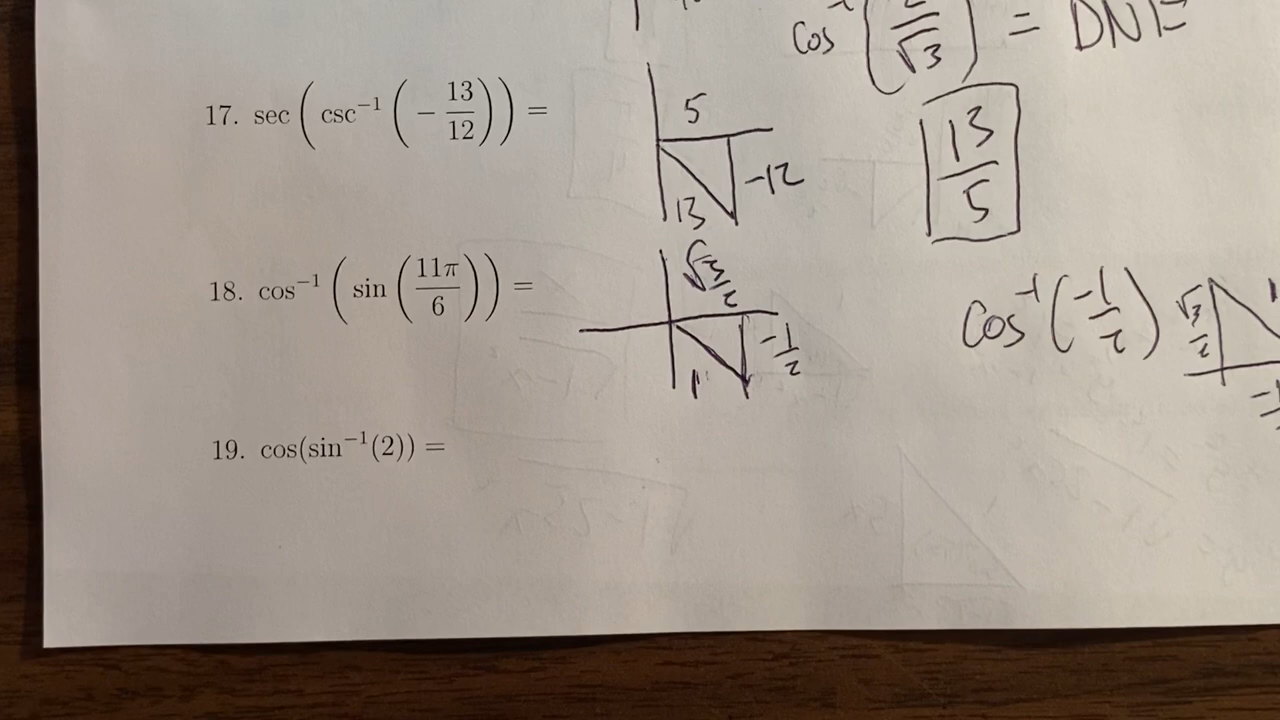 cos⁻¹(2/√3) = DNE
17. sec(csc⁻¹(−13/12)) =
5
-12
13
13/5
18. cos⁻¹(sin(11π/6)) =
√3/2
-1/2
1
cos⁻¹(-1/2)
√3/2
1
19. cos(sin⁻¹(2)) =